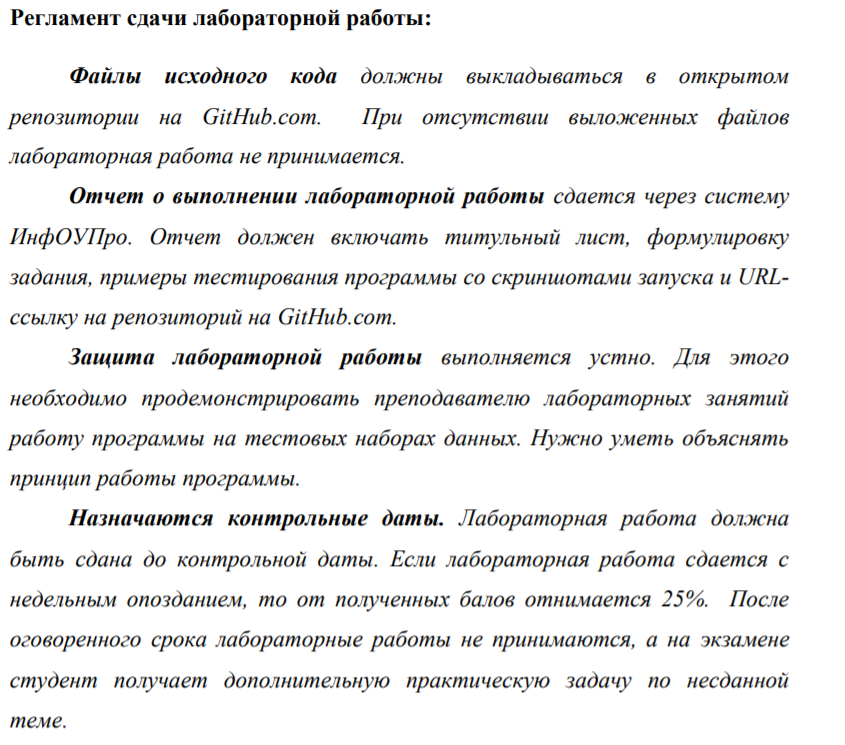 Регламент сдачи лабораторной работы:
Файлы исходного кода должны выкладываться в открытом
репозитории на GitHub.com. При отсутствии выложенных файлов
лабораторная работа не принимается.
Отчет о выполнении лабораторной работы сдается через систему
ИнфОУПро. Отчет должен включать титульный лист, формулировку
задания, примеры тестирования программы со скриншотами запуска и URL-
ссылку на репозиторий на GitHub.com.
Защита лабораторной работы выполняется устно. Для этого
необходимо продемонстрировать преподавателю лабораторных занятий
работу программы на тестовых наборах данных. Нужно уметь объяснять
принцип работы программы.
Назначаются контрольные даты. Лабораторная работа должна
быть сдана до контрольной даты. Если лабораторная работа сдается с
недельным опозданием, то от полученных балов отнимается 25%. После
оговоренного срока лабораторные работы не принимаются, а на экзамене
студент получает дополнительную практическую задачу по несданной
теме.